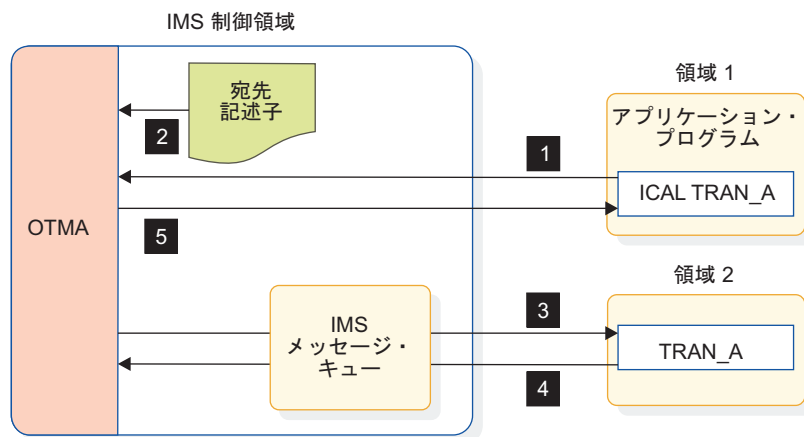 IMS 制御領域
宛先
記述子
2
1
5
OTMA
IMS
メッセージ・
キュー
3
4
領域 1
アプリケーション・
プログラム
ICAL TRAN_A
領域 2
TRAN_A